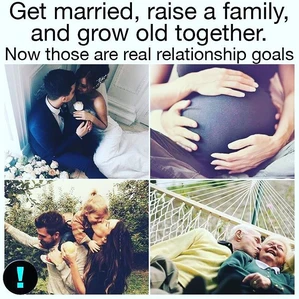 Get married, raise a family,
and grow old together.
Now those are real relationship goals
!